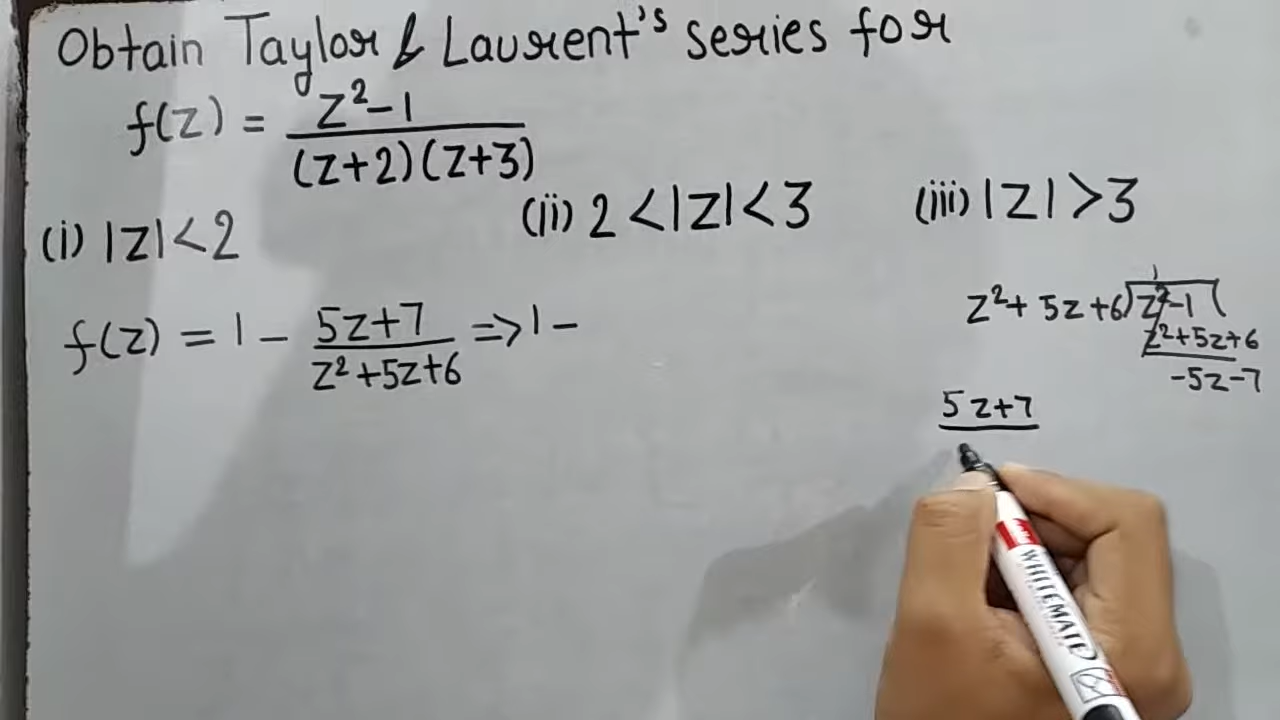 Obtain Taylor & Laurent's series for
f(z) = z²-1 / (z+2)(z+3)
(i) |z|<2 (ii) 2<|z|<3 (iii) |z|>3
z²+5z+6)z²-1(
1
z²+5z+6
-5z-7
f(z) = 1 - 5z+7 / z²+5z+6 => 1 -
5z+7
WHITEMATE